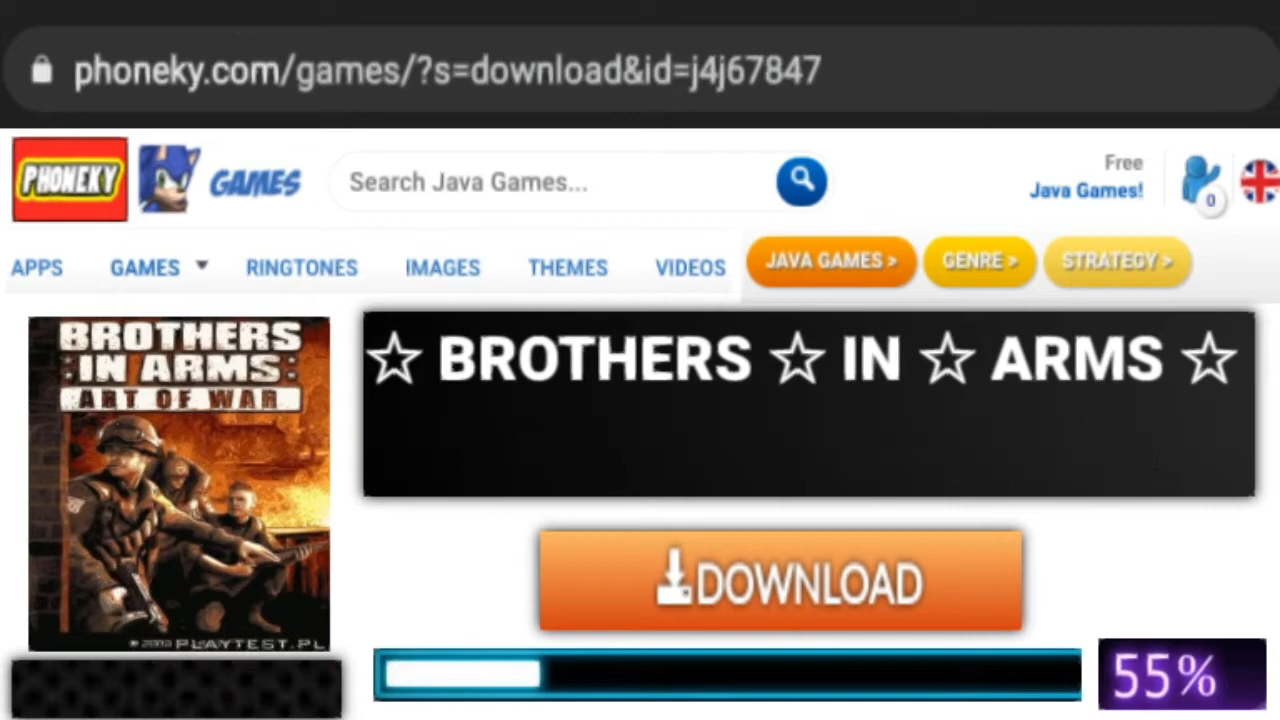 phoneky.com/games/?s=download&id=j4j67847
PHONEKY
GAMES
Search Java Games...
Free
Java Games!
0
APPS
GAMES
RINGTONES
IMAGES
THEMES
VIDEOS
JAVA GAMES >
GENRE >
STRATEGY >
BROTHERS
IN ARMS
ART OF WAR
PLAYTEST.PL
☆ BROTHERS ☆ IN ☆ ARMS ☆
DOWNLOAD
55%